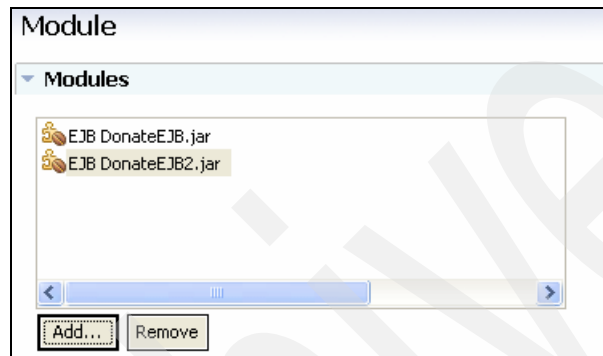 Module
Modules
EJB DonateEJB.jar
EJB DonateEJB2.jar
Add... Remove